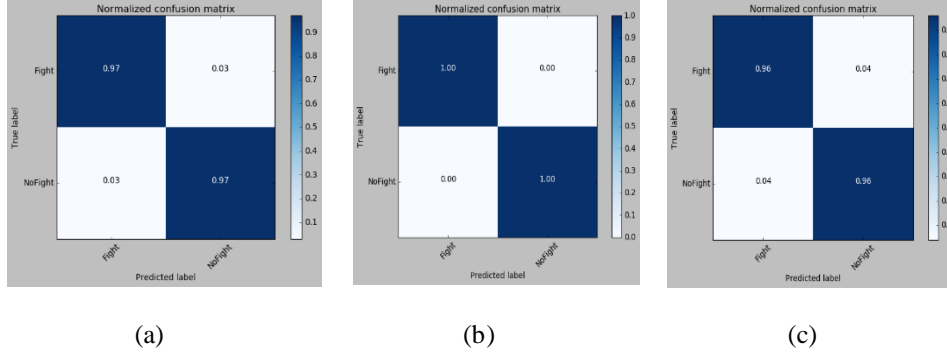 Normalized confusion matrix
Fight
0.97
0.03
0.9
0.8
0.7
0.6
0.5
0.4
0.3
0.2
0.1
True label
NoFight
0.03
0.97
Fight
NoFight
Predicted label
(a)
Normalized confusion matrix
Fight
1.00
0.00
1.0
0.9
0.8
0.7
0.6
0.5
0.4
0.3
0.2
0.1
0.0
True label
NoFight
0.00
1.00
Fight
NoFight
Predicted label
(b)
Normalized confusion matrix
Fight
0.96
0.04
True label
NoFight
0.04
0.96
Fight
NoFight
Predicted label
(c)